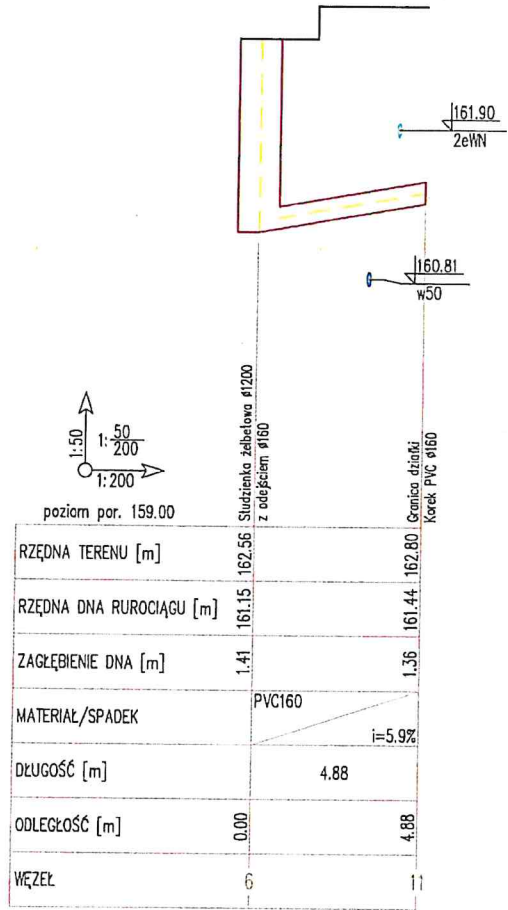 161.90
2eWN
160.81
w50
1:50
1: 50/200
1:200
Studzienka żelbetowa ø1200
z odejściem ø160
Granica działki
Korek PVC ø160
poziom por. 159.00
RZĘDNA TERENU [m] 162.56 162.80
RZĘDNA DNA RUROCIĄGU [m] 161.15 161.44
ZAGŁĘBIENIE DNA [m] 1.41 1.36
MATERIAŁ/SPADEK PVC160 i=5.9%
DŁUGOŚĆ [m] 4.88
ODLEGŁOŚĆ [m] 0.00 4.88
WĘZEŁ 6 11